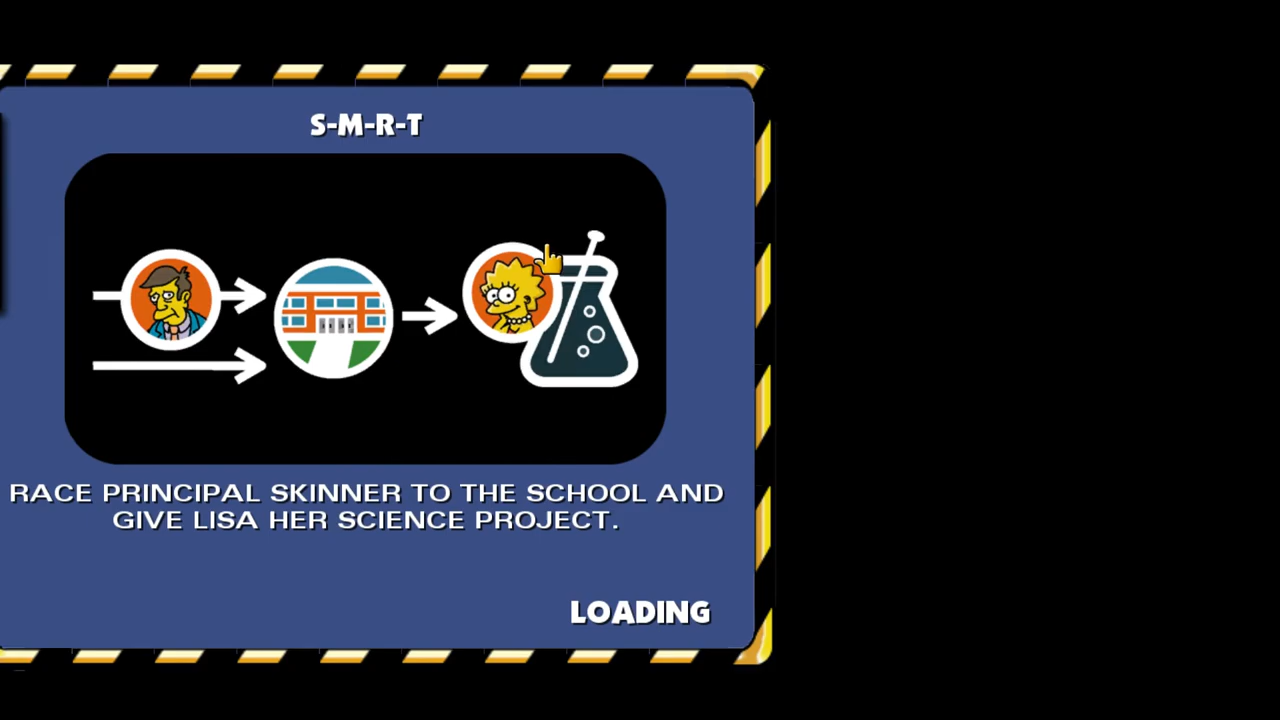 S-M-R-T
RACE PRINCIPAL SKINNER TO THE SCHOOL AND
GIVE LISA HER SCIENCE PROJECT.
LOADING